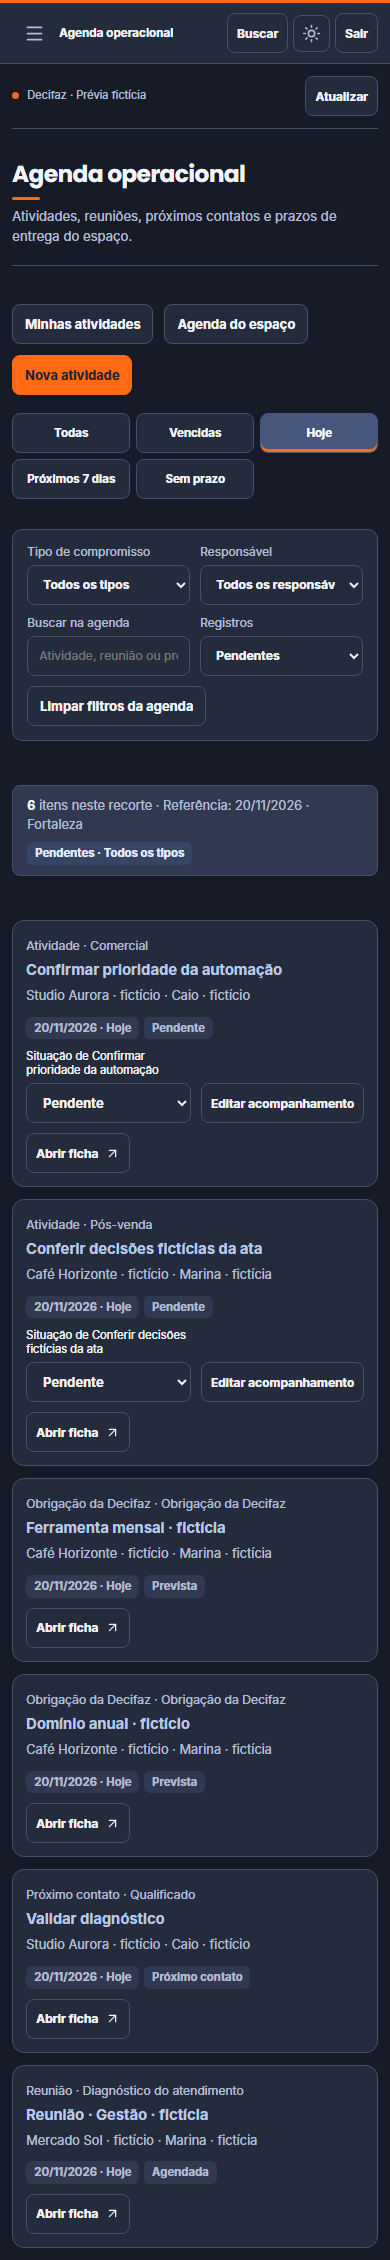 Agenda operacional
Buscar
Sair
Decifaz · Prévia fictícia
Atualizar
Agenda operacional
Atividades, reuniões, próximos contatos e prazos de
entrega do espaço.
Minhas atividades
Agenda do espaço
Nova atividade
Todas
Vencidas
Hoje
Próximos 7 dias
Sem prazo
Tipo de compromisso
Responsável
Todos os tipos
Todos os responsáv
Buscar na agenda
Registros
Atividade, reunião ou pr
Pendentes
Limpar filtros da agenda
6 itens neste recorte · Referência: 20/11/2026 ·
Fortaleza
Pendentes · Todos os tipos
Atividade · Comercial
Confirmar prioridade da automação
Studio Aurora · fictício · Caio · fictício
20/11/2026 · Hoje
Pendente
Situação de Confirmar
prioridade da automação
Pendente
Editar acompanhamento
Abrir ficha
Atividade · Pós-venda
Conferir decisões fictícias da ata
Café Horizonte · fictício · Marina · fictícia
20/11/2026 · Hoje
Pendente
Situação de Conferir decisões
fictícias da ata
Pendente
Editar acompanhamento
Abrir ficha
Obrigação da Decifaz · Obrigação da Decifaz
Ferramenta mensal · fictícia
Café Horizonte · fictício · Marina · fictícia
20/11/2026 · Hoje
Prevista
Abrir ficha
Obrigação da Decifaz · Obrigação da Decifaz
Domínio anual · fictício
Café Horizonte · fictício · Marina · fictícia
20/11/2026 · Hoje
Prevista
Abrir ficha
Próximo contato · Qualificado
Validar diagnóstico
Studio Aurora · fictício · Caio · fictício
20/11/2026 · Hoje
Próximo contato
Abrir ficha
Reunião · Diagnóstico do atendimento
Reunião · Gestão · fictícia
Mercado Sol · fictício · Marina · fictícia
20/11/2026 · Hoje
Agendada
Abrir ficha